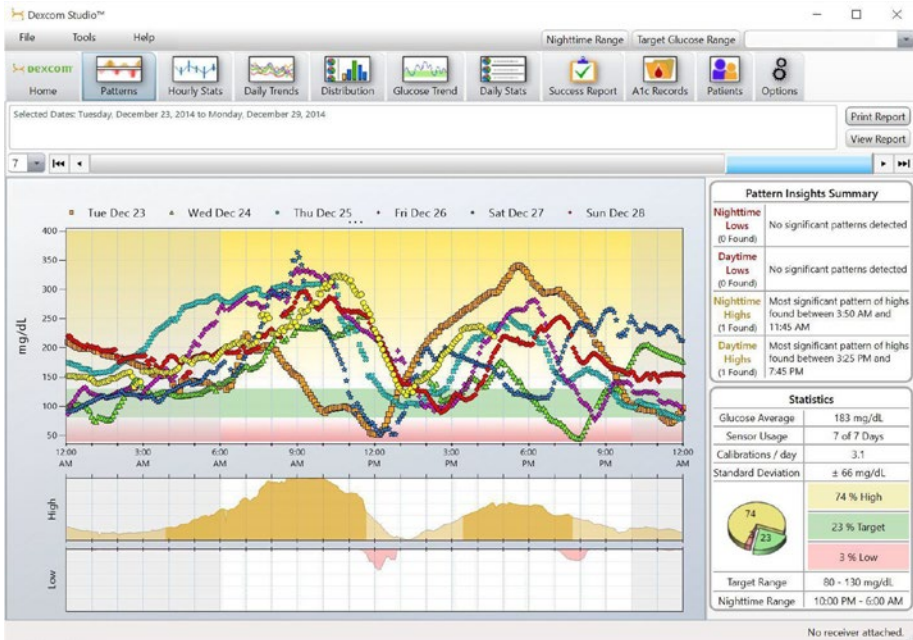 Dexcom Studio™
File Tools Help Nighttime Range Target Glucose Range
DEXCOM
Home Patterns Hourly Stats Daily Trends Distribution Glucose Trend Daily Stats Success Report A1c Records Patients Options
Selected Dates: Tuesday, December 23, 2014 to Monday, December 29, 2014
Print Report
View Report
7
Tue Dec 23 Wed Dec 24 Thu Dec 25 Fri Dec 26 Sat Dec 27 Sun Dec 28
...
mg/dL
400
350
300
250
200
150
100
50
12:00 AM 3:00 AM 6:00 AM 9:00 AM 12:00 PM 3:00 PM 6:00 PM 9:00 PM 12:00 AM
High
Low
Pattern Insights Summary
Nighttime Lows (0 Found) No significant patterns detected
Daytime Lows (0 Found) No significant patterns detected
Nighttime Highs (1 Found) Most significant pattern of highs found between 3:50 AM and 11:45 AM
Daytime Highs (1 Found) Most significant pattern of highs found between 3:25 PM and 7:45 PM
Statistics
Glucose Average 183 mg/dL
Sensor Usage 7 of 7 Days
Calibrations / day 3.1
Standard Deviation ± 66 mg/dL
74 23
74 % High
23 % Target
3 % Low
Target Range 80 - 130 mg/dL
Nighttime Range 10:00 PM - 6:00 AM
No receiver attached.